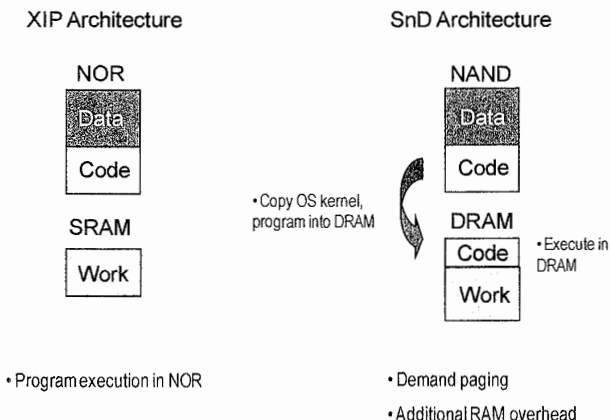 XIP Architecture
NOR
Data
Code
SRAM
Work
• Program execution in NOR
SnD Architecture
NAND
Data
Code
• Copy OS kernel,
program into DRAM
DRAM
Code
Work
• Execute in
DRAM
• Demand paging
• Additional RAM overhead